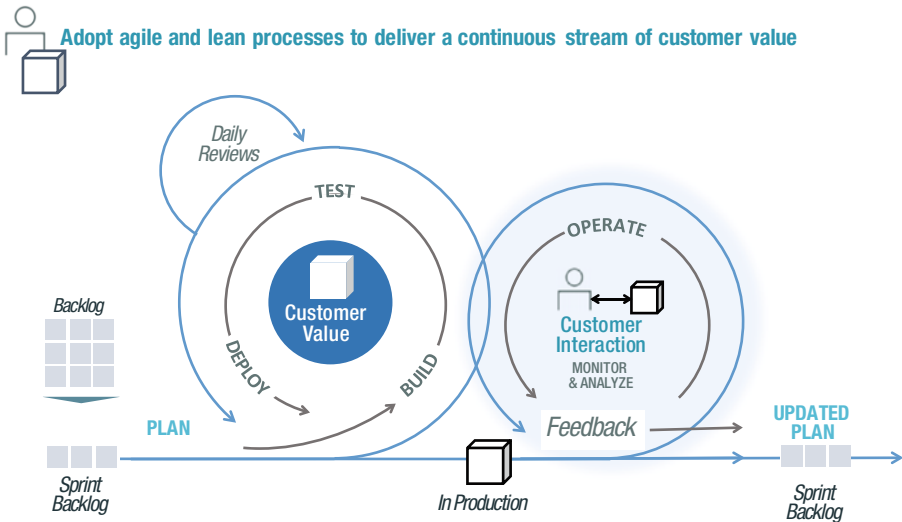 Adopt agile and lean processes to deliver a continuous stream of customer value
Daily
Reviews
TEST
Customer
Value
DEPLOY
BUILD
OPERATE
Customer
Interaction
MONITOR
& ANALYZE
Feedback
Backlog
PLAN
Sprint
Backlog
In Production
UPDATED
PLAN
Sprint
Backlog